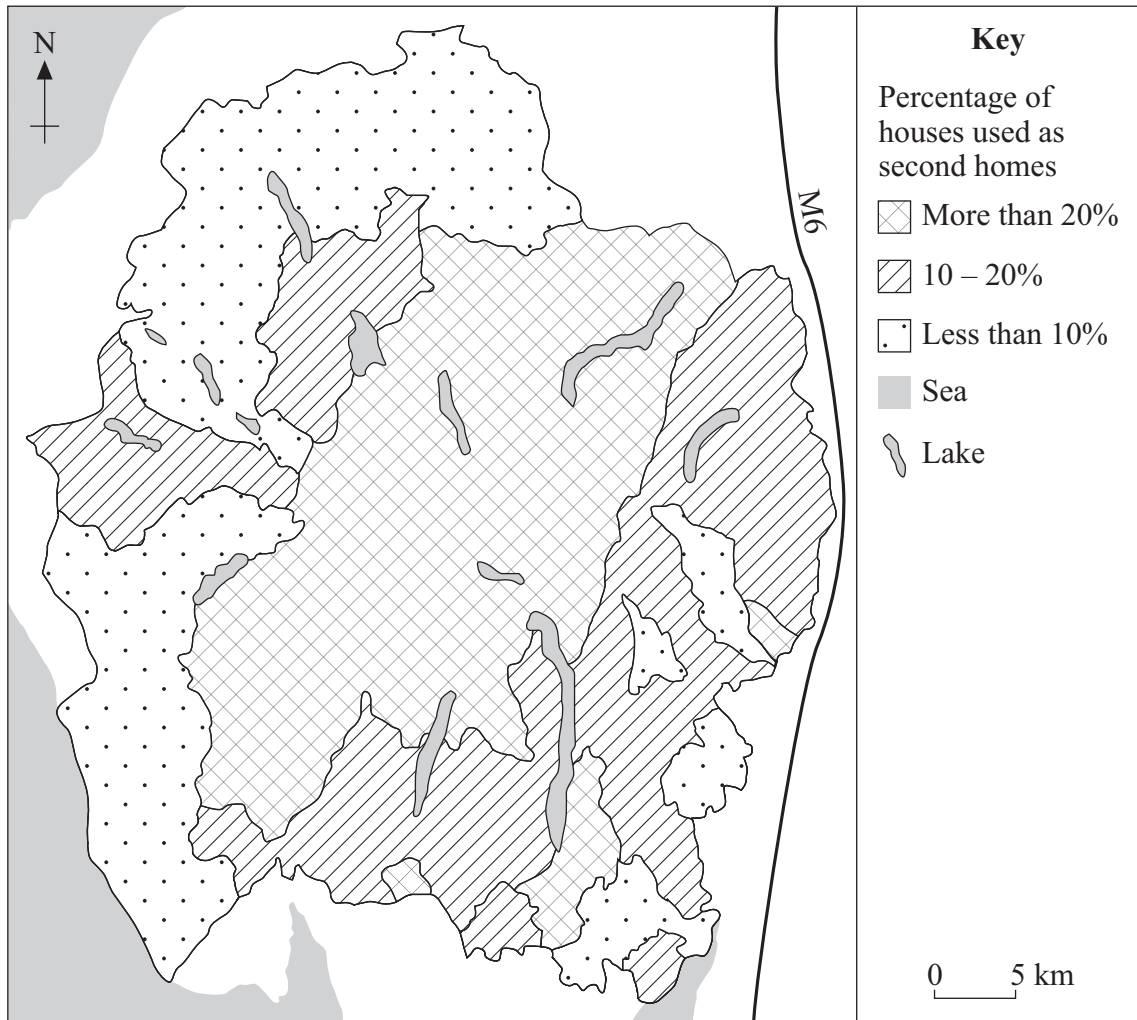 N
M6
Key
Percentage of
houses used as
second homes
More than 20%
10 – 20%
Less than 10%
Sea
Lake
0 5 km